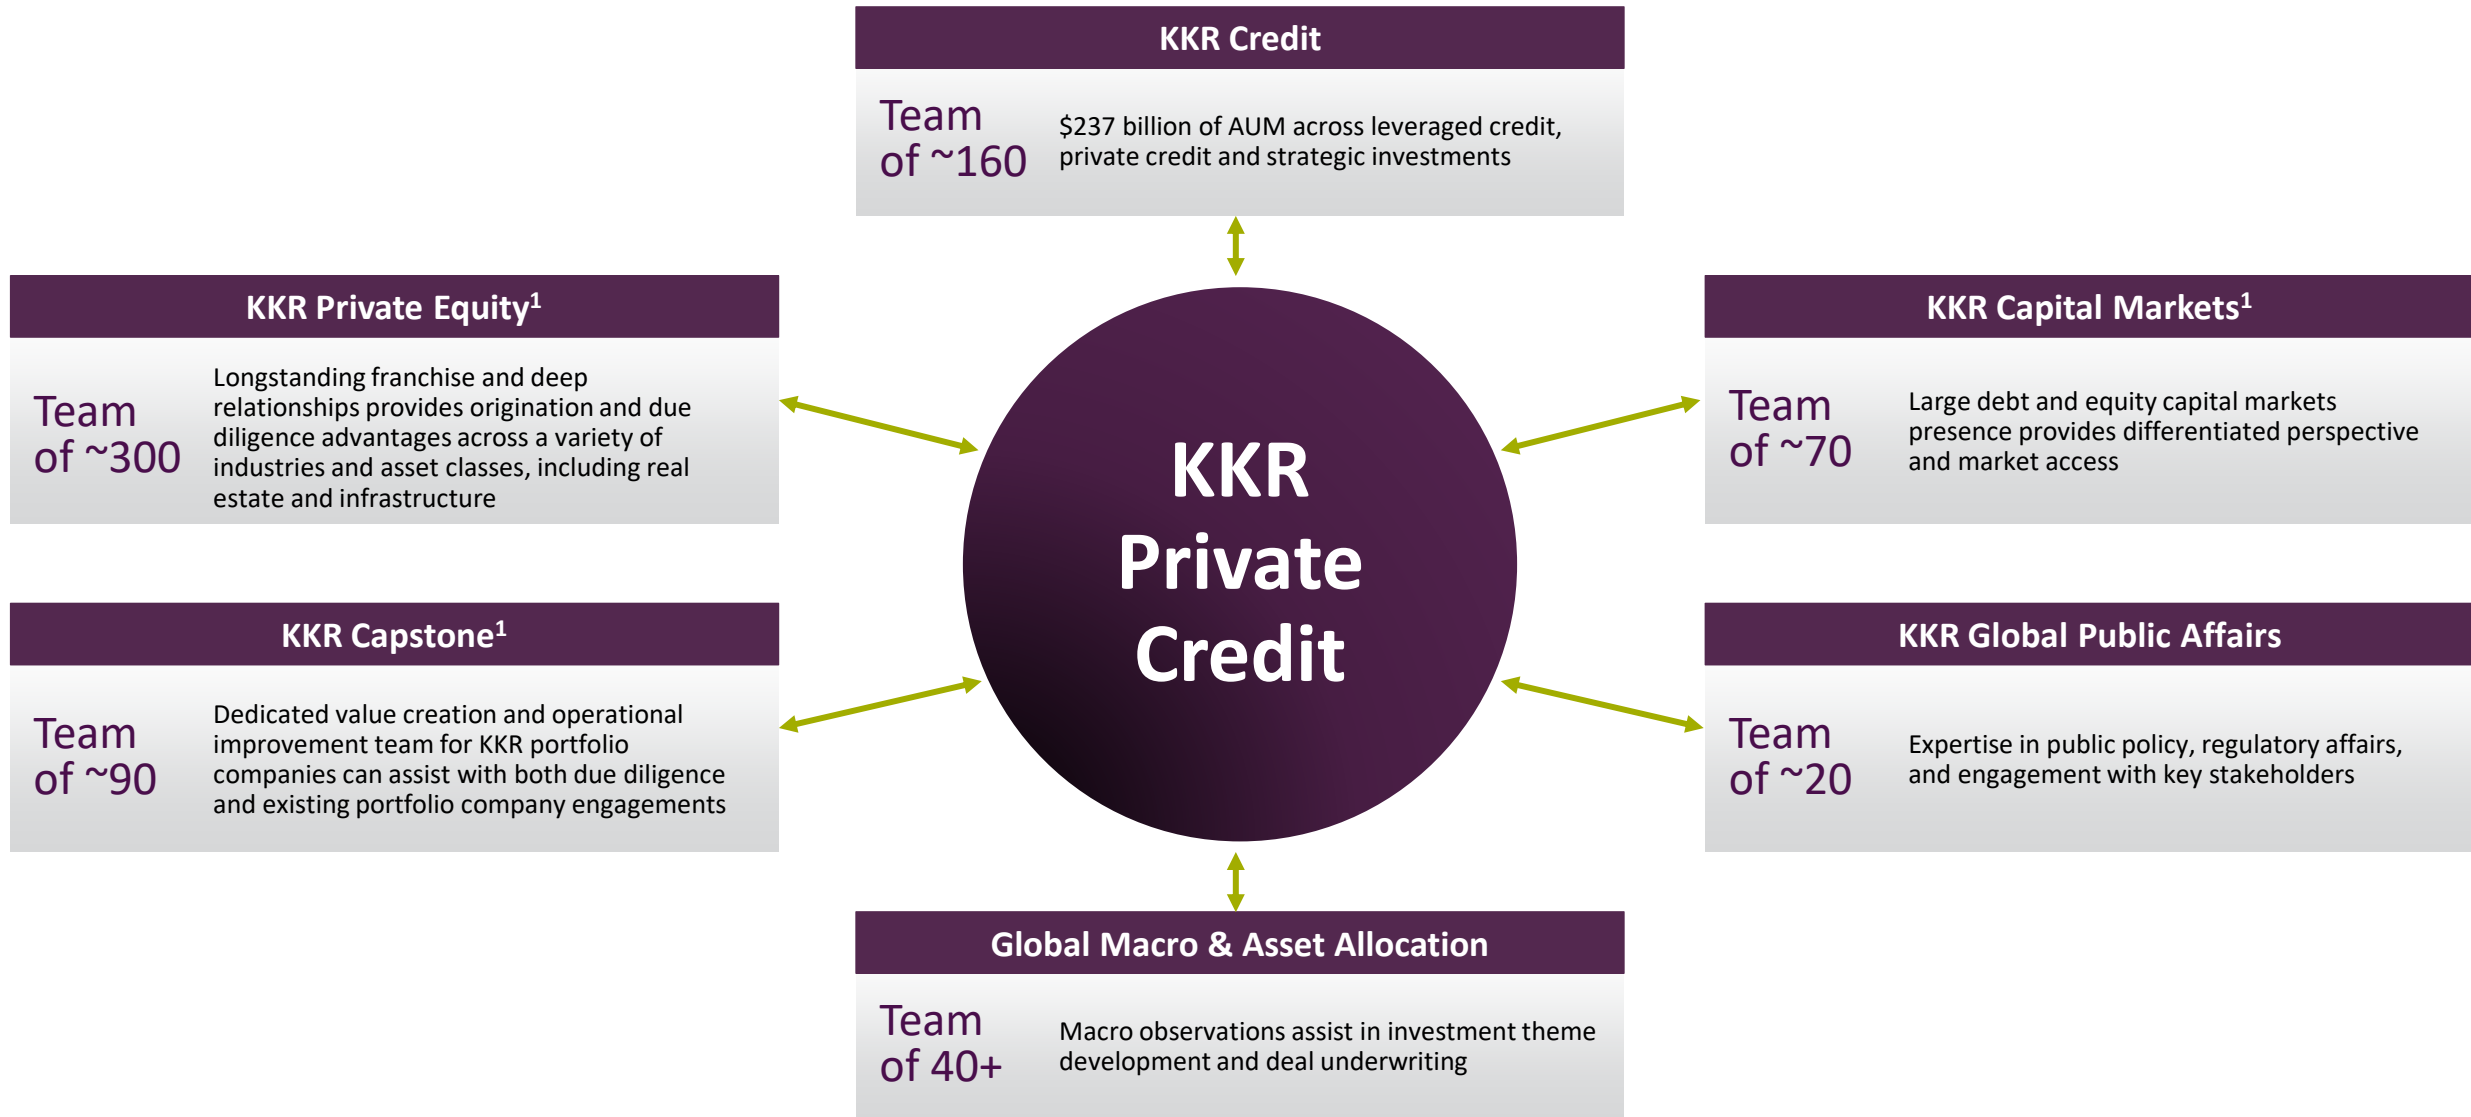 KKR Credit
Team
of ~160
$237 billion of AUM across leveraged credit,
private credit and strategic investments
KKR Private Equity¹
Team
of ~300
Longstanding franchise and deep
relationships provides origination and due
diligence advantages across a variety of
industries and asset classes, including real
estate and infrastructure
KKR Capital Markets¹
Team
of ~70
Large debt and equity capital markets
presence provides differentiated perspective
and market access
KKR
Private
Credit
KKR Capstone¹
Team
of ~90
Dedicated value creation and operational
improvement team for KKR portfolio
companies can assist with both due diligence
and existing portfolio company engagements
KKR Global Public Affairs
Team
of ~20
Expertise in public policy, regulatory affairs,
and engagement with key stakeholders
Global Macro & Asset Allocation
Team
of 40+
Macro observations assist in investment theme
development and deal underwriting